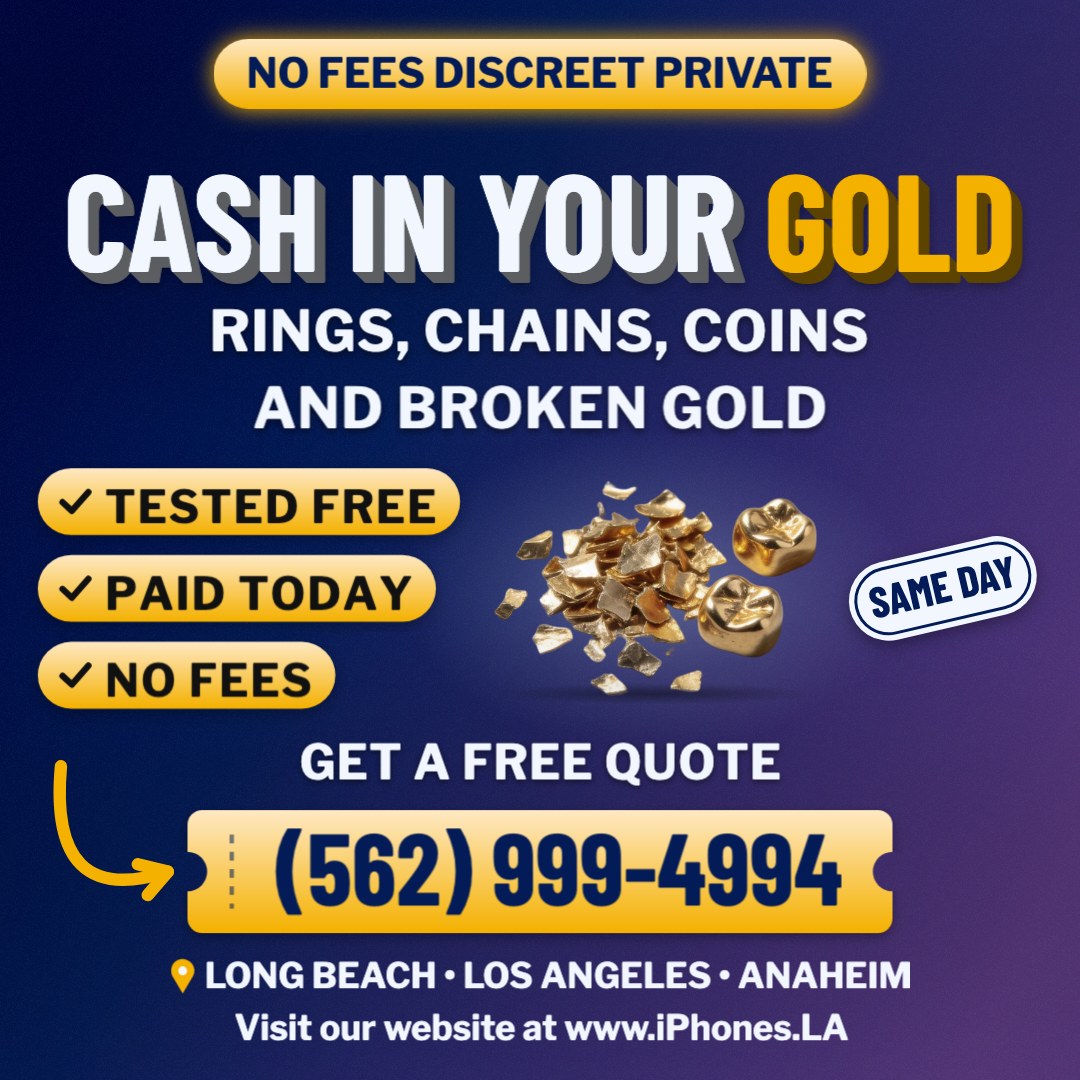 NO FEES DISCREET PRIVATE
CASH IN YOUR GOLD
RINGS, CHAINS, COINS
AND BROKEN GOLD
✓ TESTED FREE
✓ PAID TODAY
✓ NO FEES
SAME DAY
GET A FREE QUOTE
(562) 999-4994
LONG BEACH • LOS ANGELES • ANAHEIM
Visit our website at www.iPhones.LA